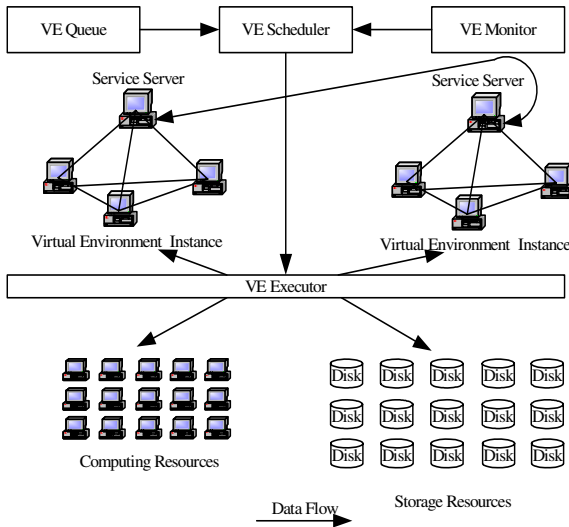 VE Queue
VE Scheduler
VE Monitor
Service Server
Service Server
Virtual Environment Instance
Virtual Environment Instance
VE Executor
Disk Disk Disk Disk Disk
Disk Disk Disk Disk Disk
Disk Disk Disk Disk Disk
Computing Resources
Storage Resources
Data Flow